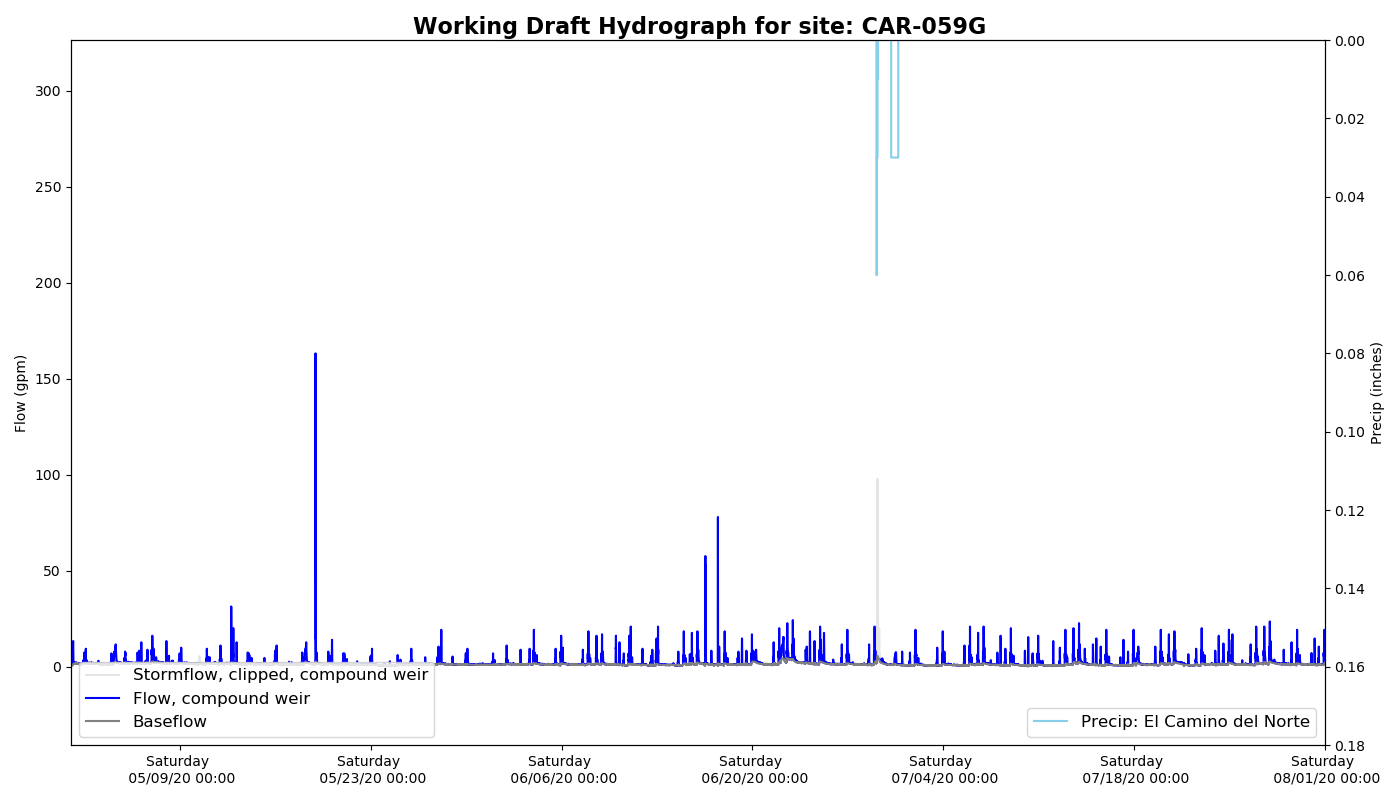 Working Draft Hydrograph for site: CAR-059G
Flow (gpm)
300
250
200
150
100
50
0
0.00
0.02
0.04
0.06
0.08
0.10
0.12
0.14
0.16
0.18
Precip (inches)
Stormflow, clipped, compound weir
Flow, compound weir
Baseflow
Precip: El Camino del Norte
Saturday
05/09/20 00:00
Saturday
05/23/20 00:00
Saturday
06/06/20 00:00
Saturday
06/20/20 00:00
Saturday
07/04/20 00:00
Saturday
07/18/20 00:00
Saturday
08/01/20 00:00